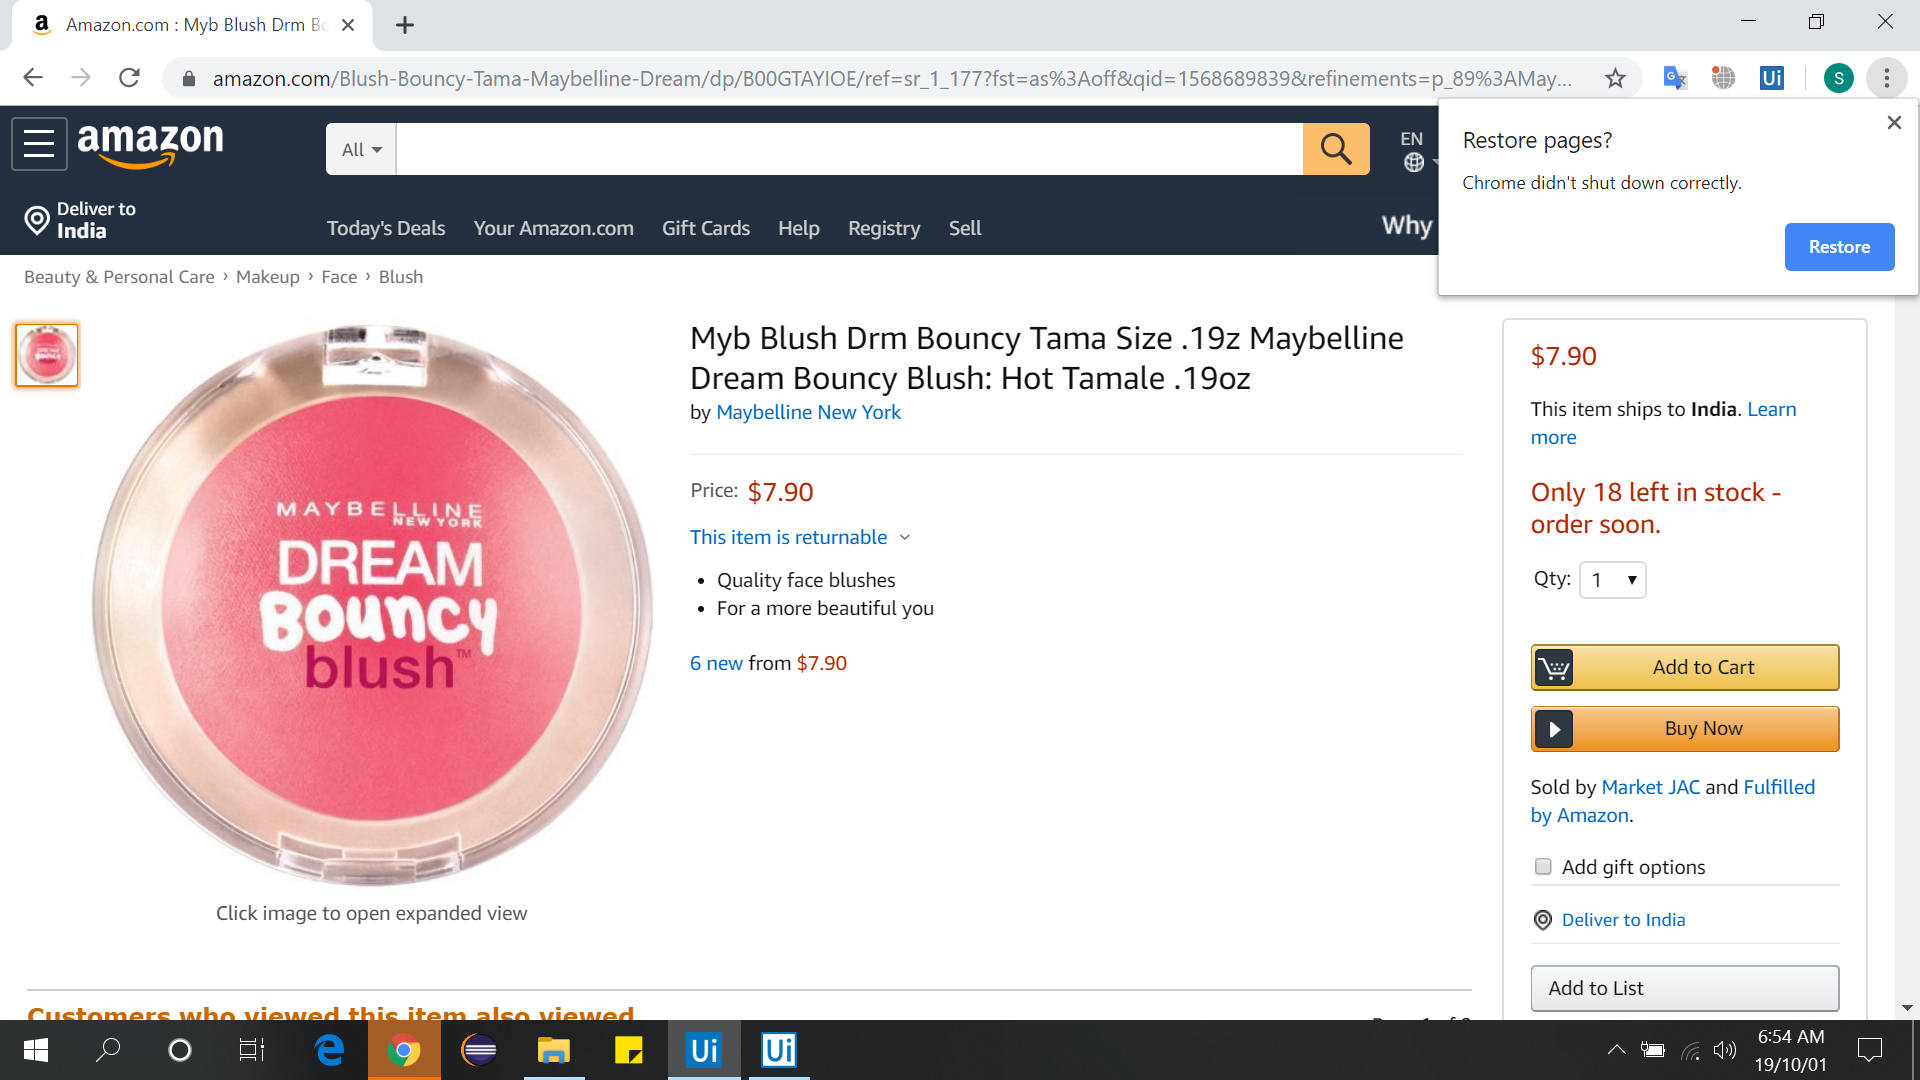 Amazon.com : Myb Blush Drm Bo
amazon.com/Blush-Bouncy-Tama-Maybelline-Dream/dp/B00GTAYIOE/ref=sr_1_177?fst=as%3Aoff&qid=1568689839&refinements=p_89%3AMay...
S
Restore pages?
Chrome didn't shut down correctly.
Restore
amazon
All
EN
Deliver to
India
Today's Deals
Your Amazon.com
Gift Cards
Help
Registry
Sell
Why
Beauty & Personal Care › Makeup › Face › Blush
MAYBELLINE
NEW YORK
DREAM
Bouncy
blush™
Click image to open expanded view
Myb Blush Drm Bouncy Tama Size .19z Maybelline
Dream Bouncy Blush: Hot Tamale .19oz
by Maybelline New York
Price: $7.90
This item is returnable
• Quality face blushes
• For a more beautiful you
6 new from $7.90
$7.90
This item ships to India. Learn
more
Only 18 left in stock -
order soon.
Qty: 1
Add to Cart
Buy Now
Sold by Market JAC and Fulfilled
by Amazon.
Add gift options
Deliver to India
Add to List
Customers who viewed this item also viewed
Ui
Ui
6:54 AM
19/10/01